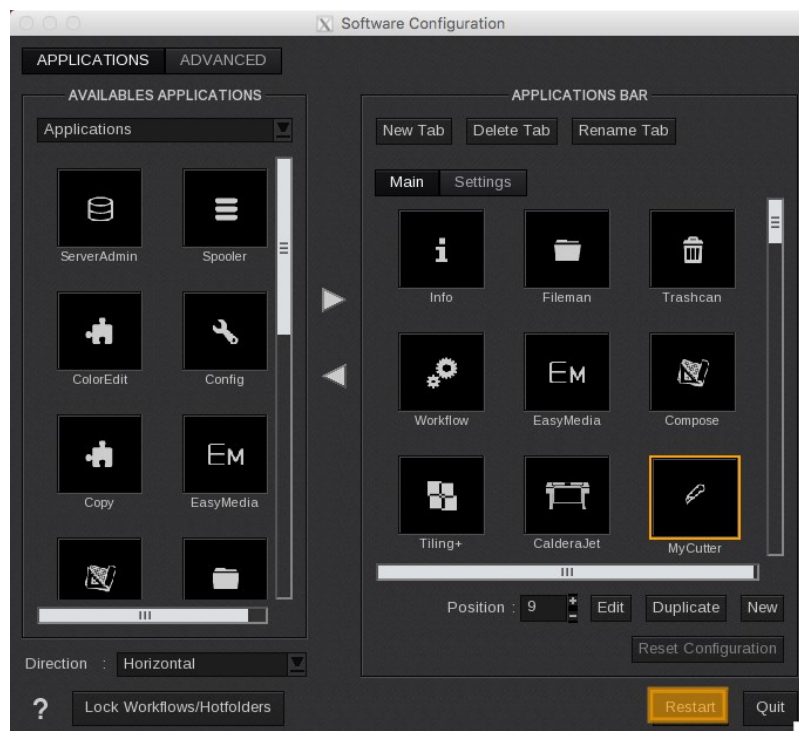 Software Configuration
APPLICATIONS ADVANCED
AVAILABLES APPLICATIONS
Applications
ServerAdmin Spooler
ColorEdit Config
Em
Copy EasyMedia
Direction : Horizontal
? Lock Workflows/Hotfolders
APPLICATIONS BAR
New Tab Delete Tab Rename Tab
Main Settings
i
Info Fileman Trashcan
Em
Workflow EasyMedia Compose
Tiling+ CalderaJet MyCutter
Position : 9 + - Edit Duplicate New
Reset Configuration
Restart Quit